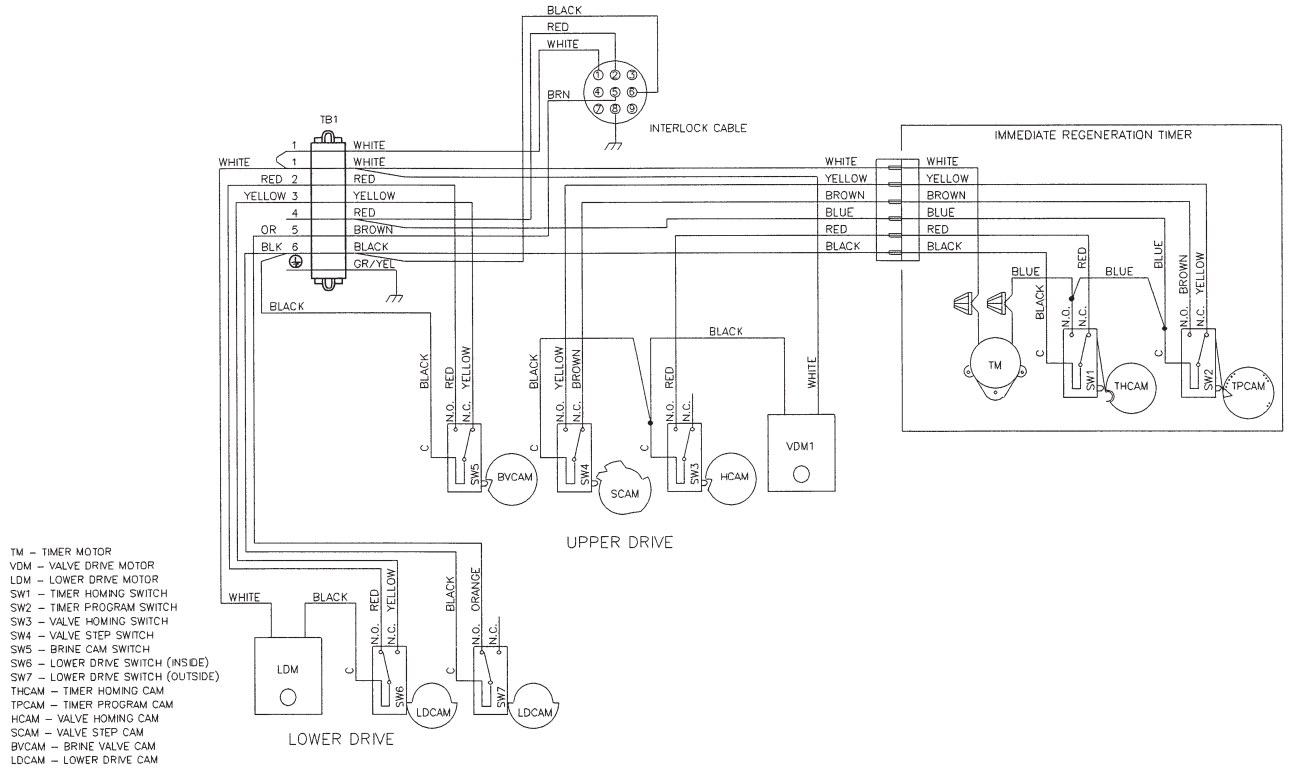 BLACK
RED
WHITE
1 2 3
4 5 6
7 8 9
BRN
INTERLOCK CABLE
TB1
IMMEDIATE REGENERATION TIMER
1 WHITE
WHITE 1 WHITE WHITE WHITE
RED 2 RED YELLOW YELLOW
YELLOW 3 YELLOW BROWN BROWN
4 RED BLUE BLUE
OR 5 BROWN RED RED
BLK 6 BLACK BLACK BLACK
GR/YEL
BLACK
BLUE
BLACK
RED
BLUE
BLUE
BROWN
YELLOW
N.O.
N.C.
N.O.
N.C.
C
C
TM
SW1
THCAM
SW2
TPCAM
BLACK
RED
YELLOW
BLACK
YELLOW
BROWN
RED
BLACK
WHITE
N.O.
N.C.
N.O.
N.C.
N.O.
N.C.
C
C
C
SW5
BVCAM
SW4
SCAM
SW3
HCAM
VDM1
UPPER DRIVE
WHITE
BLACK
RED
YELLOW
BLACK
ORANGE
N.O.
N.C.
N.O.
N.C.
C
C
LDM
SW6
LDCAM
SW7
LDCAM
LOWER DRIVE
TM – TIMER MOTOR
VDM – VALVE DRIVE MOTOR
LDM – LOWER DRIVE MOTOR
SW1 – TIMER HOMING SWITCH
SW2 – TIMER PROGRAM SWITCH
SW3 – VALVE HOMING SWITCH
SW4 – VALVE STEP SWITCH
SW5 – BRINE CAM SWITCH
SW6 – LOWER DRIVE SWITCH (INSIDE)
SW7 – LOWER DRIVE SWITCH (OUTSIDE)
THCAM – TIMER HOMING CAM
TPCAM – TIMER PROGRAM CAM
HCAM – VALVE HOMING CAM
SCAM – VALVE STEP CAM
BVCAM – BRINE VALVE CAM
LDCAM – LOWER DRIVE CAM